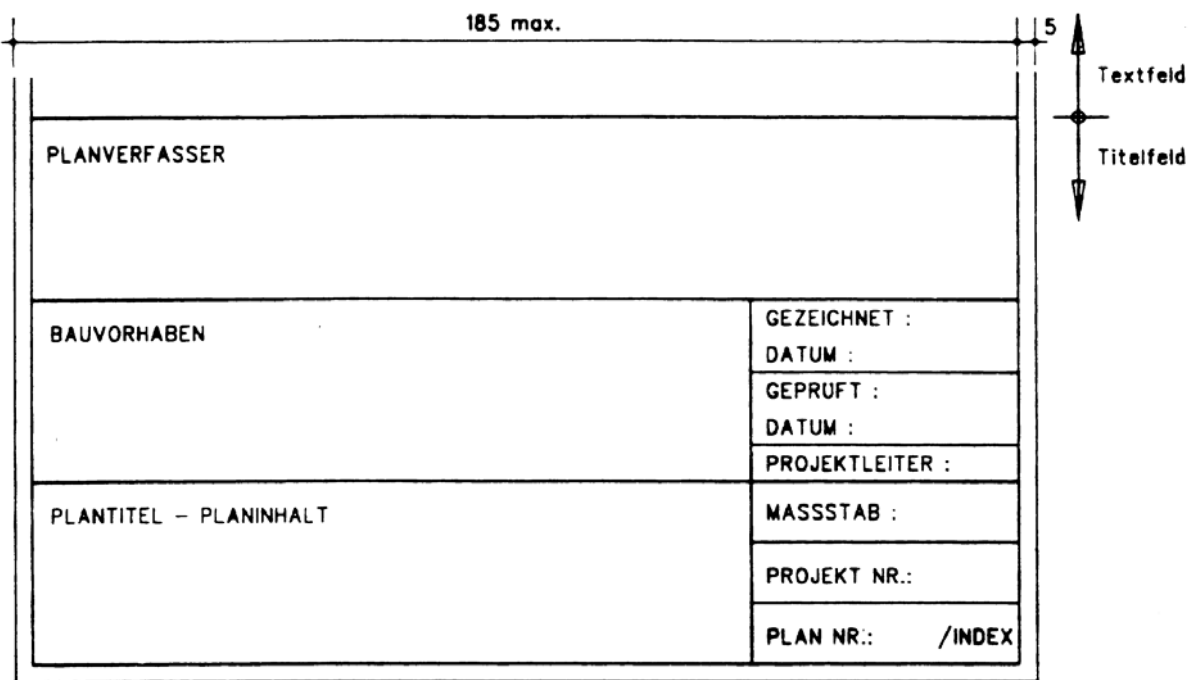 185 max.
5
Textfeld
Titelfeld
PLANVERFASSER
BAUVORHABEN
GEZEICHNET :
DATUM :
GEPRUFT :
DATUM :
PROJEKTLEITER :
PLANTITEL – PLANINHALT
MASSSTAB :
PROJEKT NR.:
PLAN NR.: /INDEX